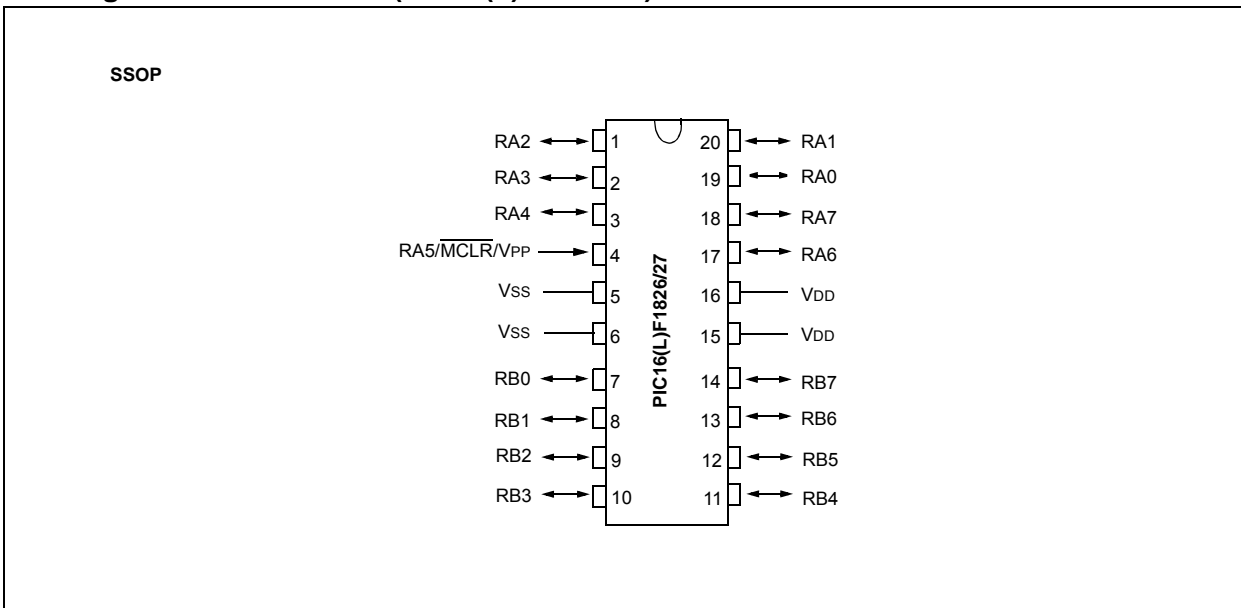 SSOP
RA2 1 20 RA1
RA3 2 19 RA0
RA4 3 18 RA7
RA5/MCLR/VPP 4 17 RA6
VSS 5 16 VDD
VSS 6 15 VDD
RB0 7 14 RB7
RB1 8 13 RB6
RB2 9 12 RB5
RB3 10 11 RB4
PIC16(L)F1826/27